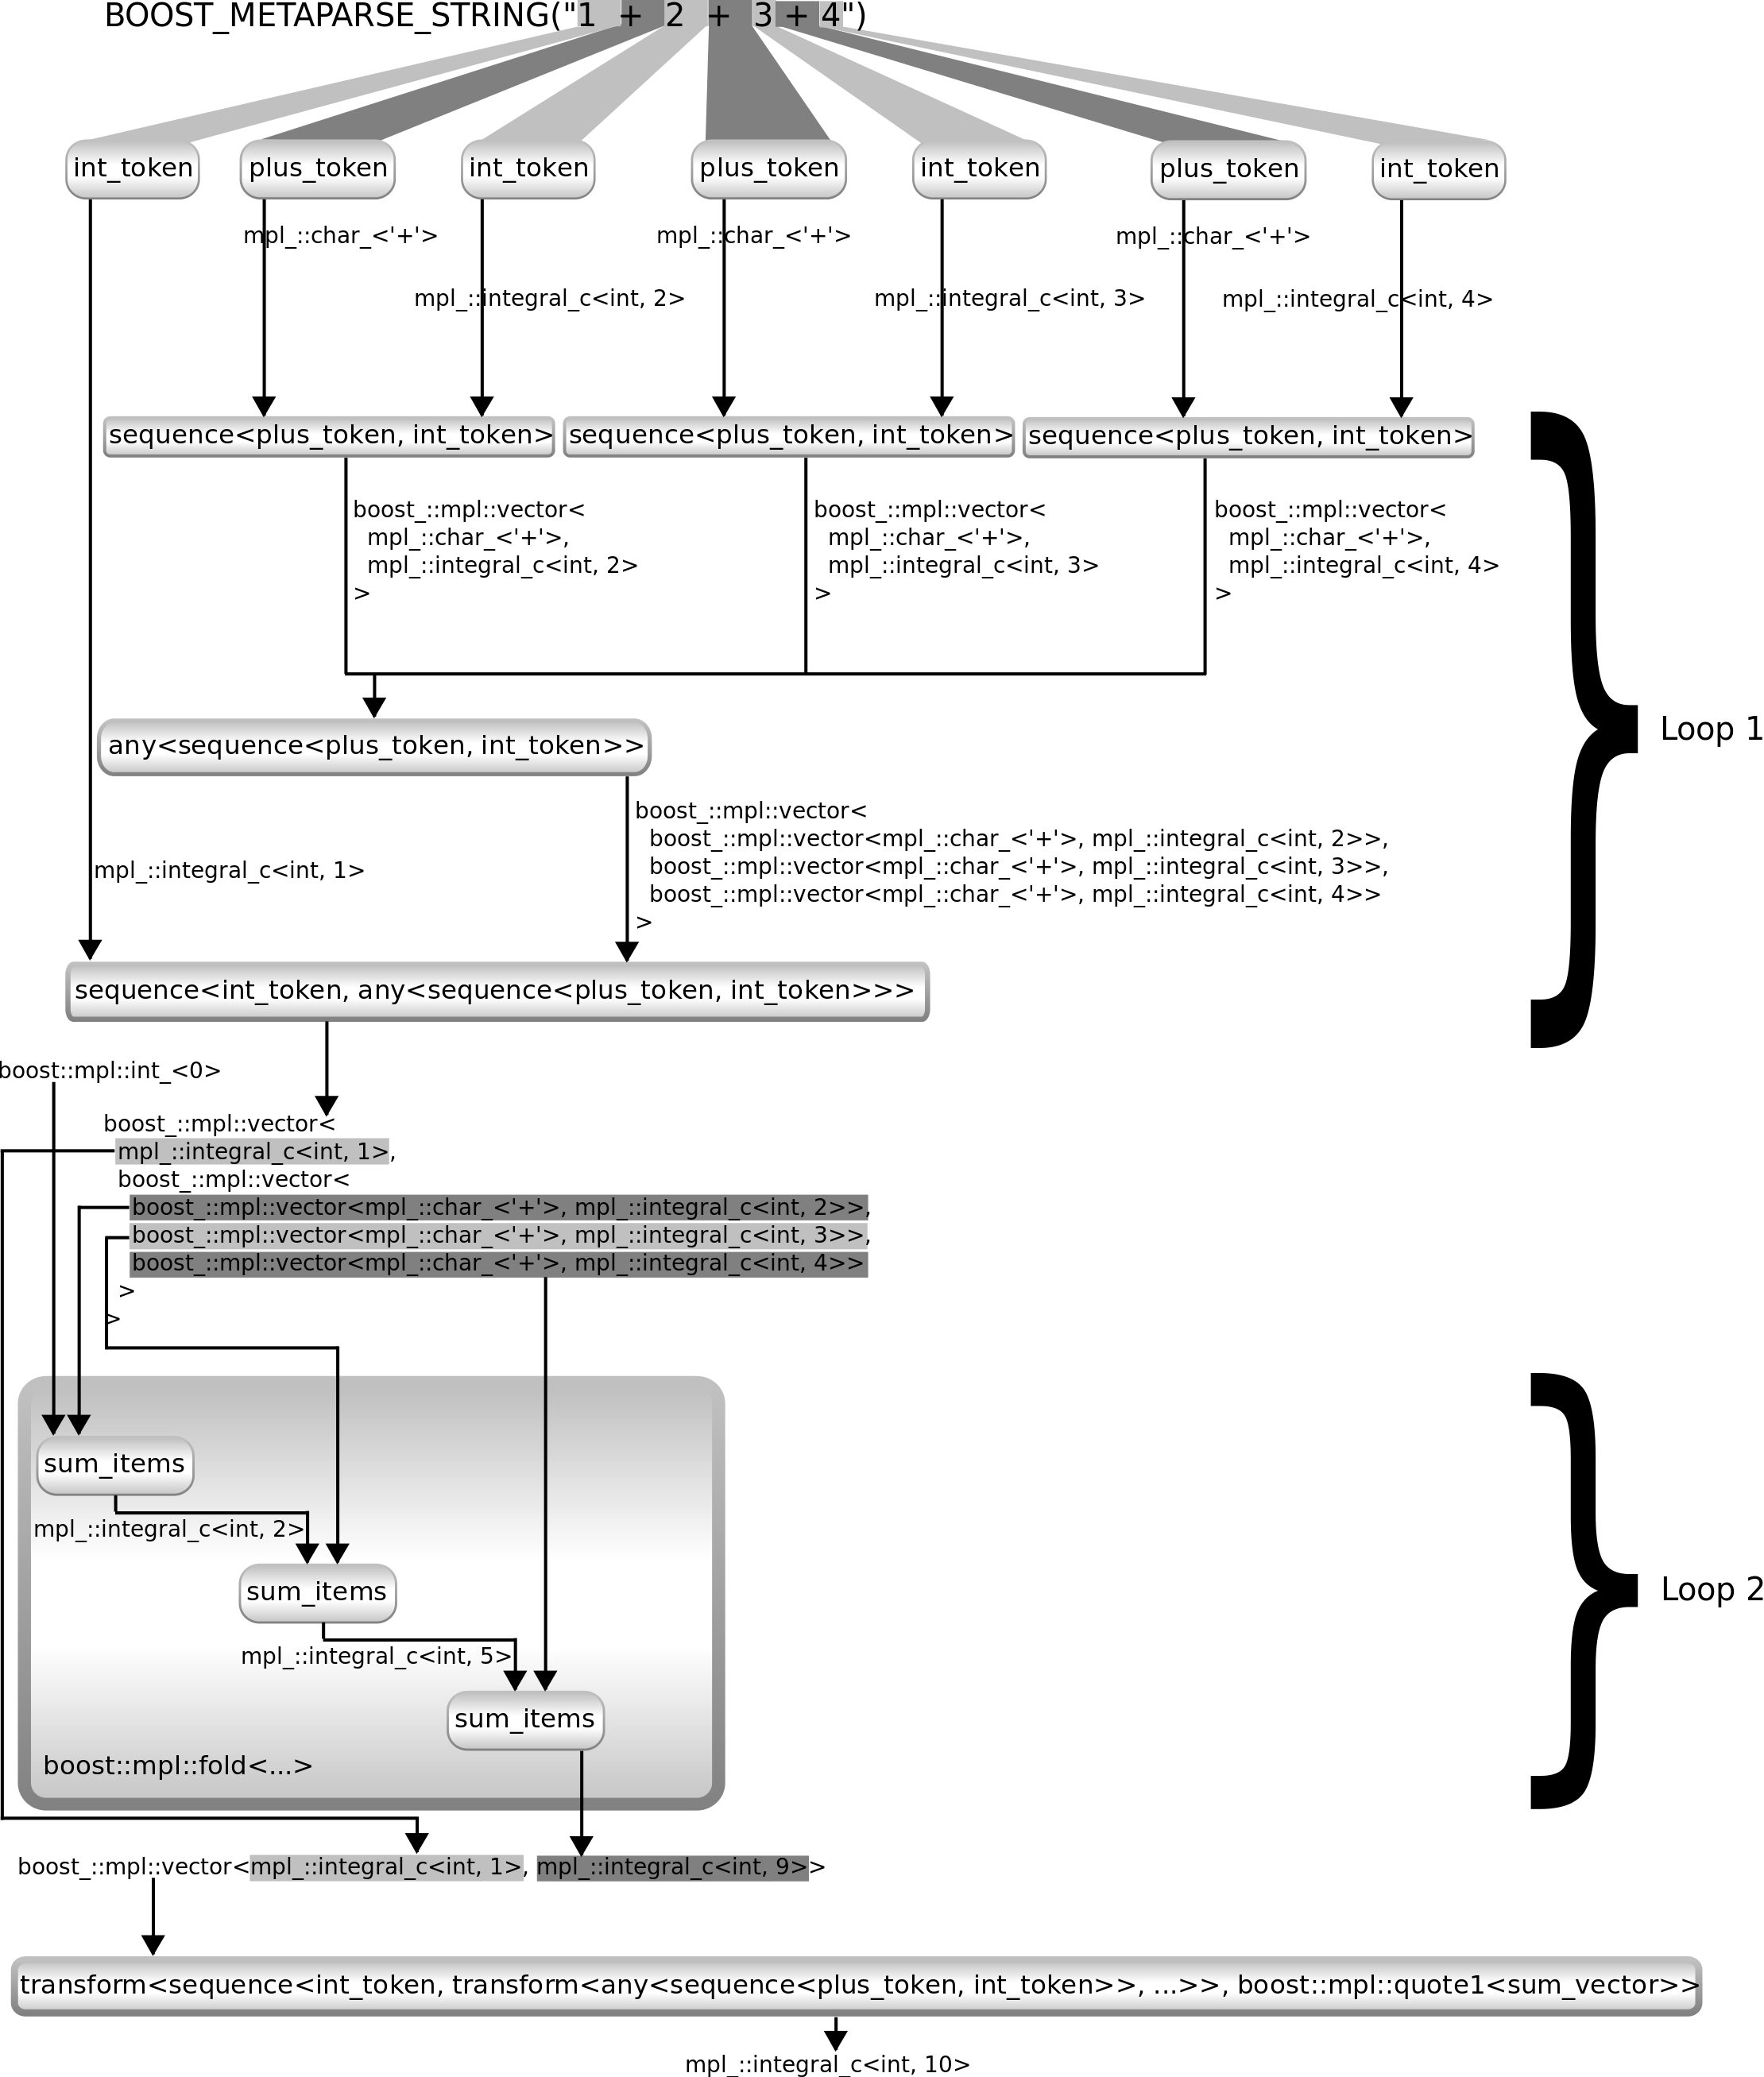 BOOST_METAPARSE_STRING("1 + 2 + 3 + 4")
int_token plus_token int_token plus_token int_token plus_token int_token
mpl_::char_<'+'> mpl_::char_<'+'> mpl_::char_<'+'>
mpl_::integral_c<int, 2> mpl_::integral_c<int, 3> mpl_::integral_c<int, 4>
sequence<plus_token, int_token> sequence<plus_token, int_token> sequence<plus_token, int_token>
boost_::mpl::vector< boost_::mpl::vector< boost_::mpl::vector<
mpl_::char_<'+'>, mpl_::char_<'+'>, mpl_::char_<'+'>,
mpl_::integral_c<int, 2> mpl_::integral_c<int, 3> mpl_::integral_c<int, 4>
> > >
Loop 1
any<sequence<plus_token, int_token>>
boost_::mpl::vector<
boost_::mpl::vector<mpl_::char_<'+'>, mpl_::integral_c<int, 2>>,
boost_::mpl::vector<mpl_::char_<'+'>, mpl_::integral_c<int, 3>>,
boost_::mpl::vector<mpl_::char_<'+'>, mpl_::integral_c<int, 4>>
>
mpl_::integral_c<int, 1>
sequence<int_token, any<sequence<plus_token, int_token>>>
boost::mpl::int_<0>
boost_::mpl::vector<
mpl_::integral_c<int, 1>,
boost_::mpl::vector<
boost_::mpl::vector<mpl_::char_<'+'>, mpl_::integral_c<int, 2>>,
boost_::mpl::vector<mpl_::char_<'+'>, mpl_::integral_c<int, 3>>,
boost_::mpl::vector<mpl_::char_<'+'>, mpl_::integral_c<int, 4>>
>
>
sum_items
mpl_::integral_c<int, 2>
sum_items
Loop 2
mpl_::integral_c<int, 5>
sum_items
boost::mpl::fold<...>
boost_::mpl::vector<mpl_::integral_c<int, 1>, mpl_::integral_c<int, 9>>
transform<sequence<int_token, transform<any<sequence<plus_token, int_token>>, ...>>, boost::mpl::quote1<sum_vector>>
mpl_::integral_c<int, 10>